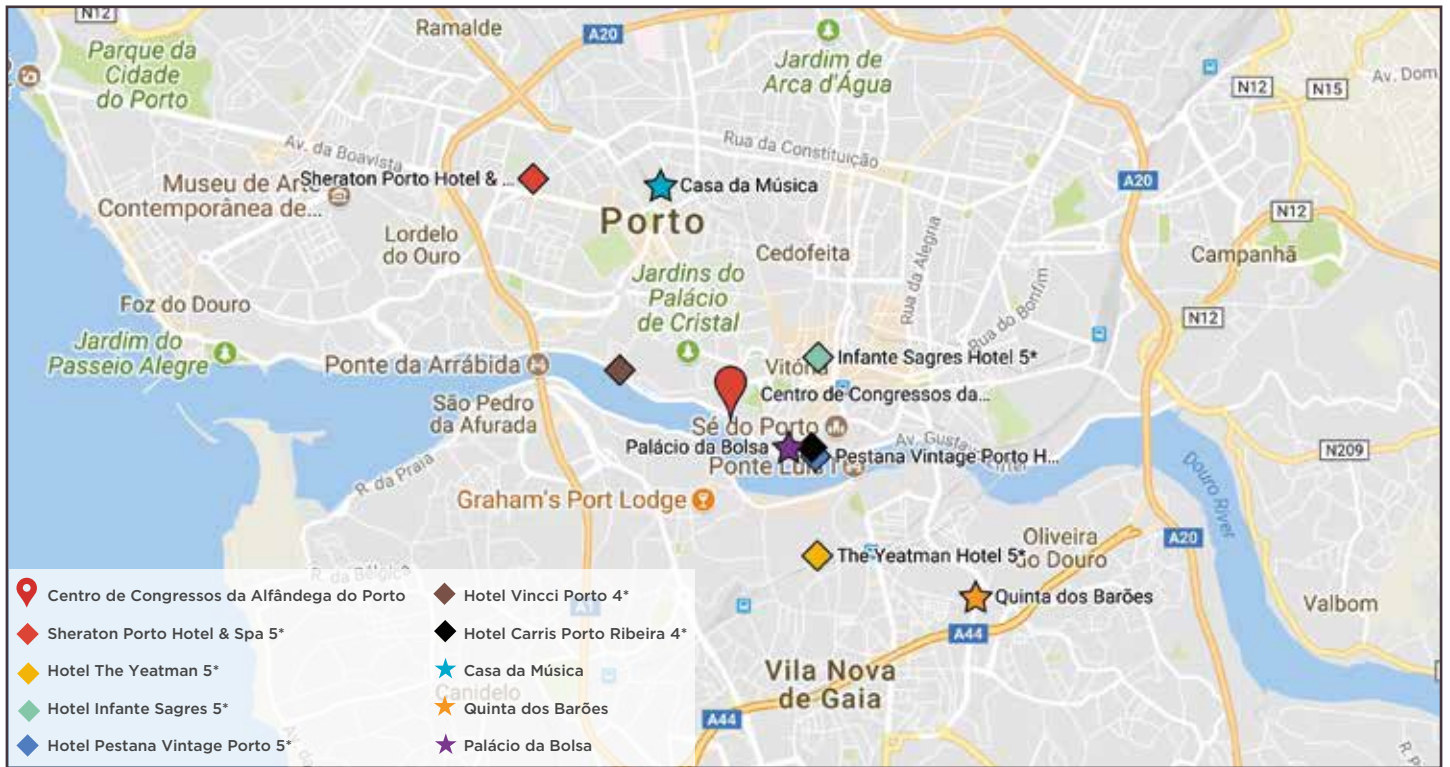 N12
Ramalde
A20
Parque da
Cidade
do Porto
Jardim de
Arca d'Água
N12
N15
Av. Dom
Av. da Boavista
Rua da Constituição
Sheraton Porto Hotel & ...
Museu de Arte
Contemporânea de...
Casa da Música
A20
Porto
N12
Lordelo
do Ouro
Cedofeita
Rua da Alegria
Campanhã
Jardins do
Palácio
de Cristal
Rua do Bonfim
Foz do Douro
N12
Jardim do
Passeio Alegre
Ponte da Arrábida
Vitória
Infante Sagres Hotel 5*
Centro de Congressos da...
São Pedro
da Afurada
Sé do Porto
Palácio da Bolsa
Av. Gustavo Eiffel
Ponte Luís I
Pestana Vintage Porto H...
N209
R. da Praia
Douro River
Graham's Port Lodge
A20
Oliveira
do Douro
The Yeatman Hotel 5*
R. da Bélgica
Quinta dos Barões
A1
Valbom
A44
Vila Nova
de Gaia
Canidelo
A44
Centro de Congressos da Alfândega do Porto
Sheraton Porto Hotel & Spa 5*
Hotel The Yeatman 5*
Hotel Infante Sagres 5*
Hotel Pestana Vintage Porto 5*
Hotel Vincci Porto 4*
Hotel Carris Porto Ribeira 4*
Casa da Música
Quinta dos Barões
Palácio da Bolsa